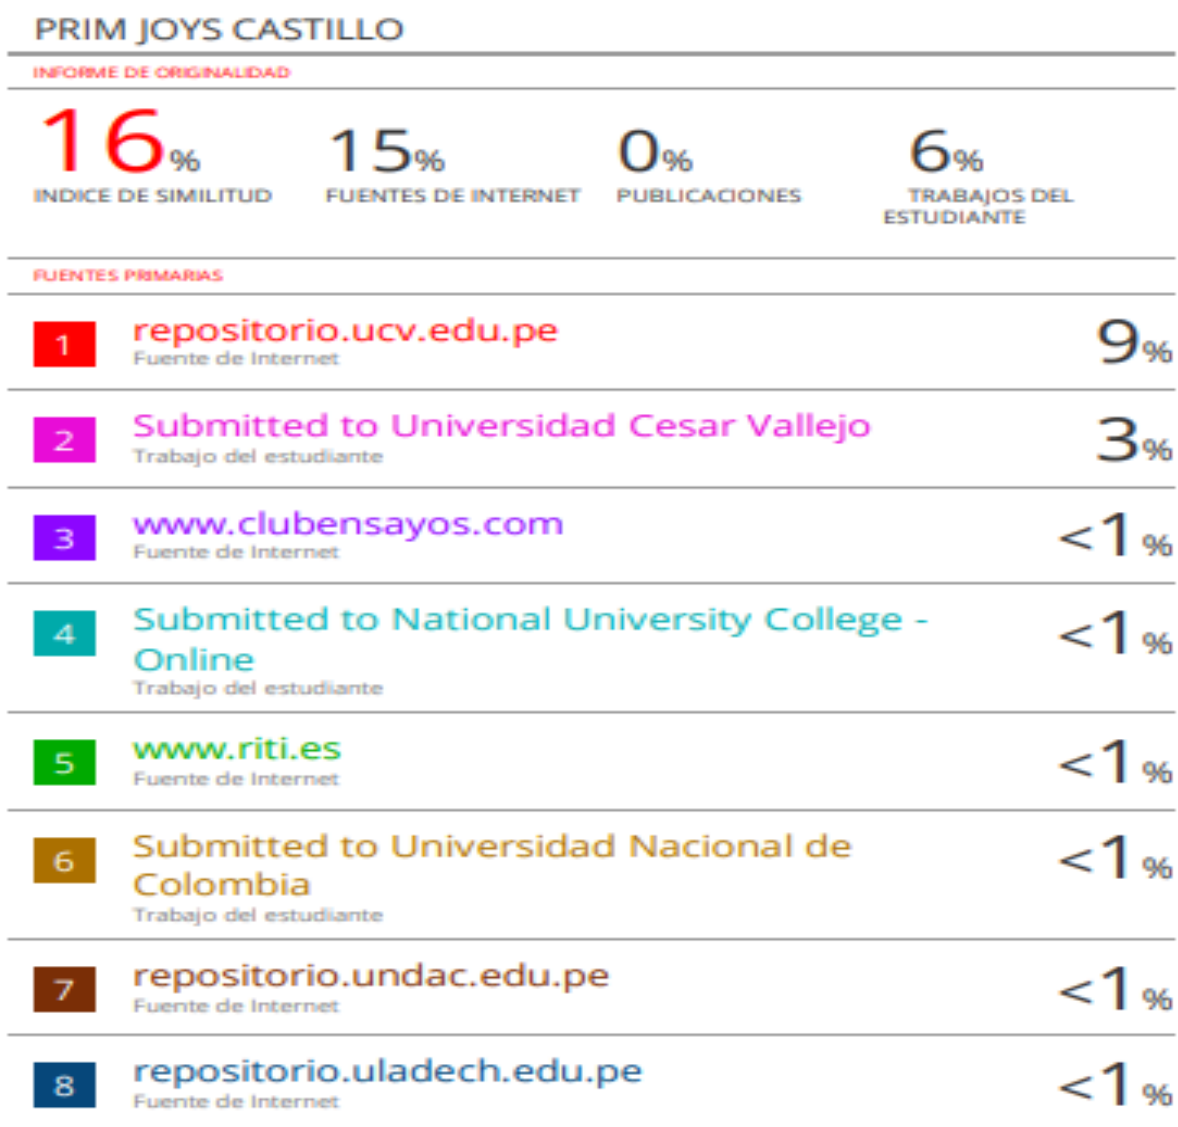 PRIM JOYS CASTILLO
INFORME DE ORIGINALIDAD
16%
15%
0%
6%
INDICE DE SIMILITUD
FUENTES DE INTERNET
PUBLICACIONES
TRABAJOS DEL
ESTUDIANTE
FUENTES PRIMARIAS
1
repositorio.ucv.edu.pe
Fuente de Internet
9%
2
Submitted to Universidad Cesar Vallejo
Trabajo del estudiante
3%
3
www.clubensayos.com
Fuente de Internet
<1%
4
Submitted to National University College -
Online
Trabajo del estudiante
<1%
5
www.riti.es
Fuente de Internet
<1%
6
Submitted to Universidad Nacional de
Colombia
Trabajo del estudiante
<1%
7
repositorio.undac.edu.pe
Fuente de Internet
<1%
8
repositorio.uladech.edu.pe
Fuente de Internet
<1%